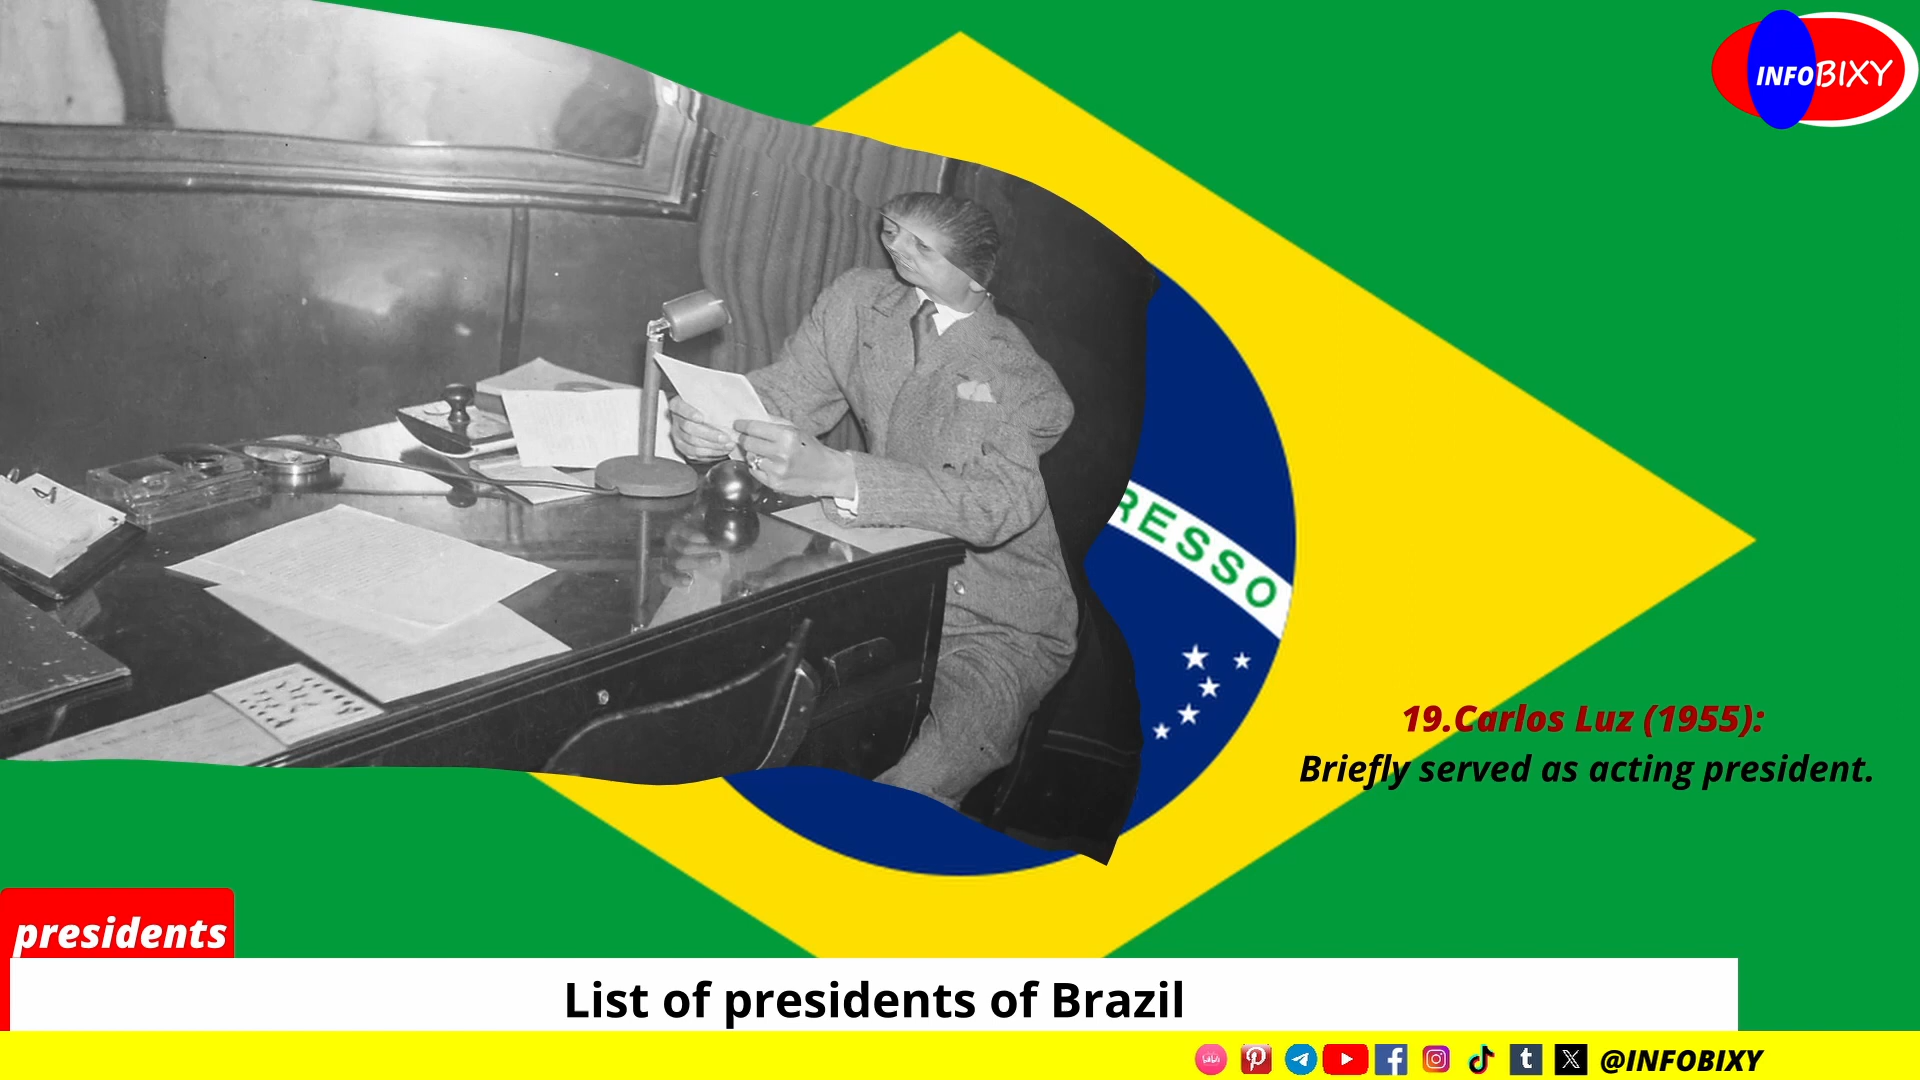 INFOBIXY
RESSO
19.Carlos Luz (1955):
Briefly served as acting president.
presidents
List of presidents of Brazil
@INFOBIXY